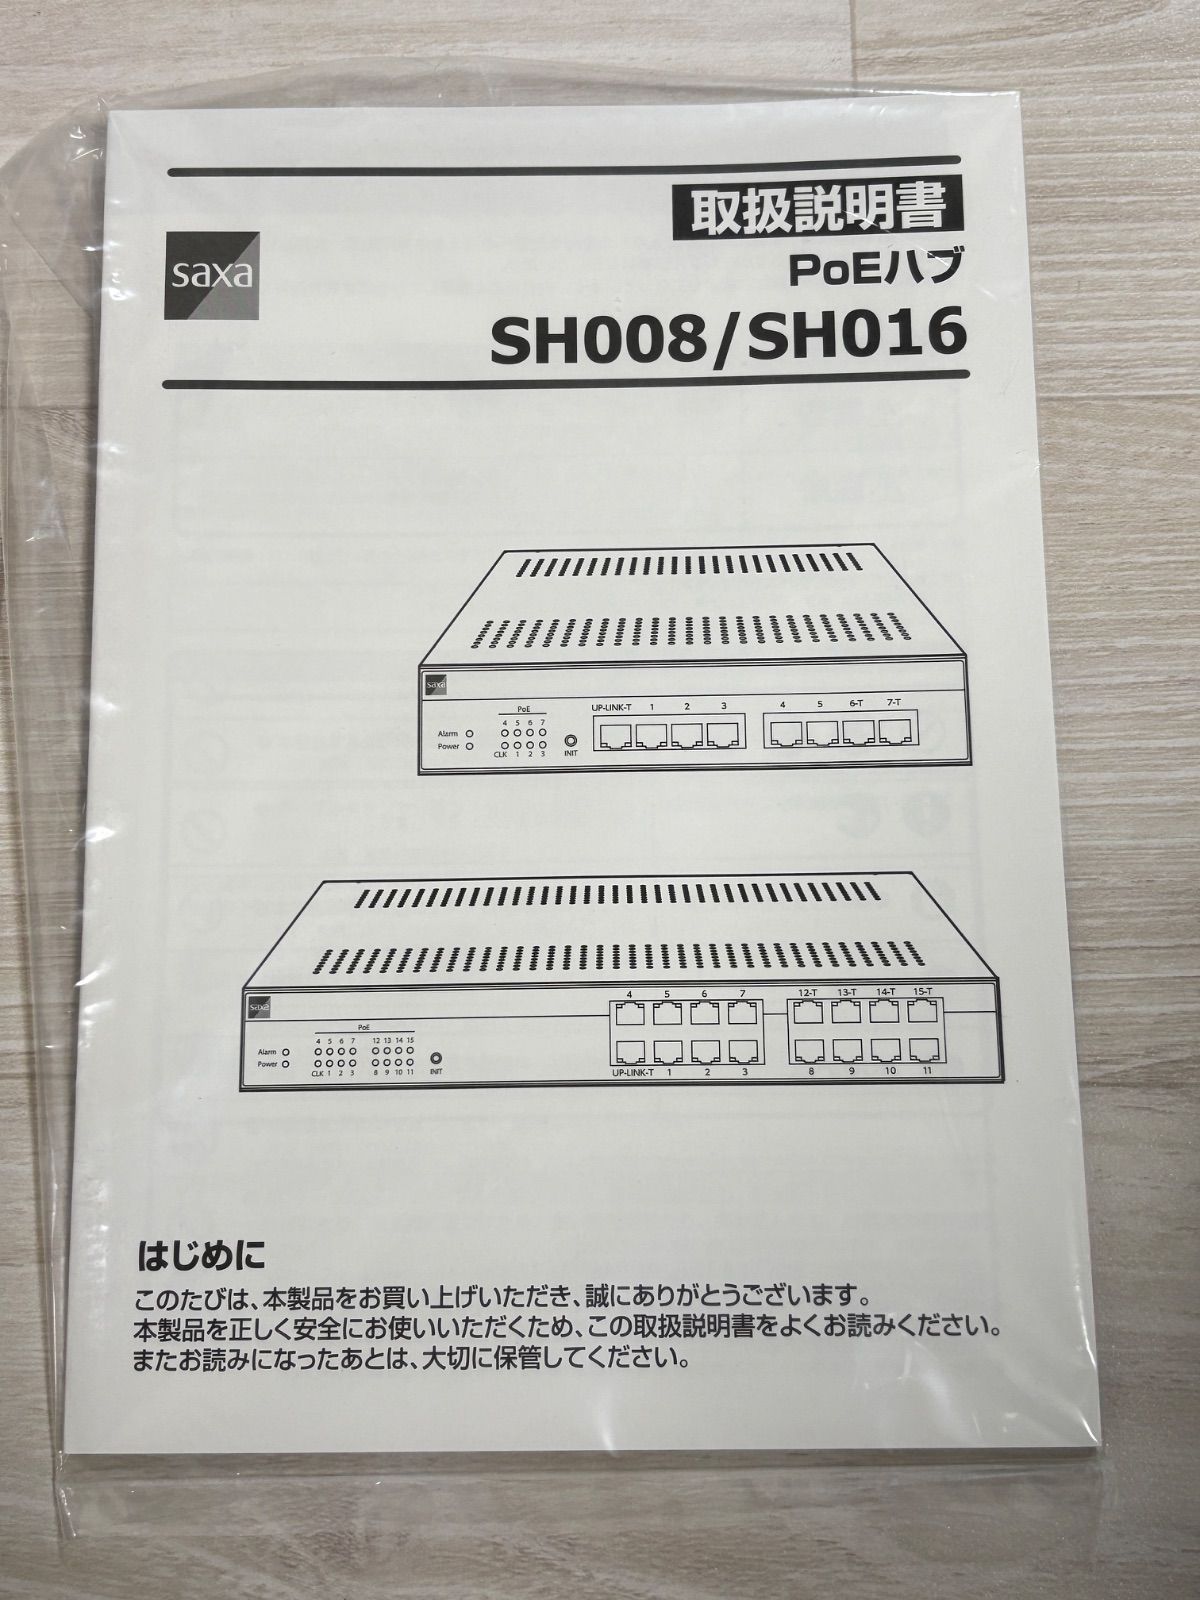 取扱説明書
saxa
PoEハブ
SH008/SH016
saxa
PoE
UP-LINK-T 1 2 3 4 5 6-T 7-T
4 5 6 7
Alarm
Power
CLK 1 2 3
INIT
saxa
4 5 6 7 12-T 13-T 14-T 15-T
PoE
4 5 6 7 12 13 14 15
Alarm
Power
CLK 1 2 3 8 9 10 11
INIT
UP-LINK-T 1 2 3 8 9 10 11
はじめに
このたびは、本製品をお買い上げいただき、誠にありがとうございます。
本製品を正しく安全にお使いいただくため、この取扱説明書をよくお読みください。
またお読みになったあとは、大切に保管してください。